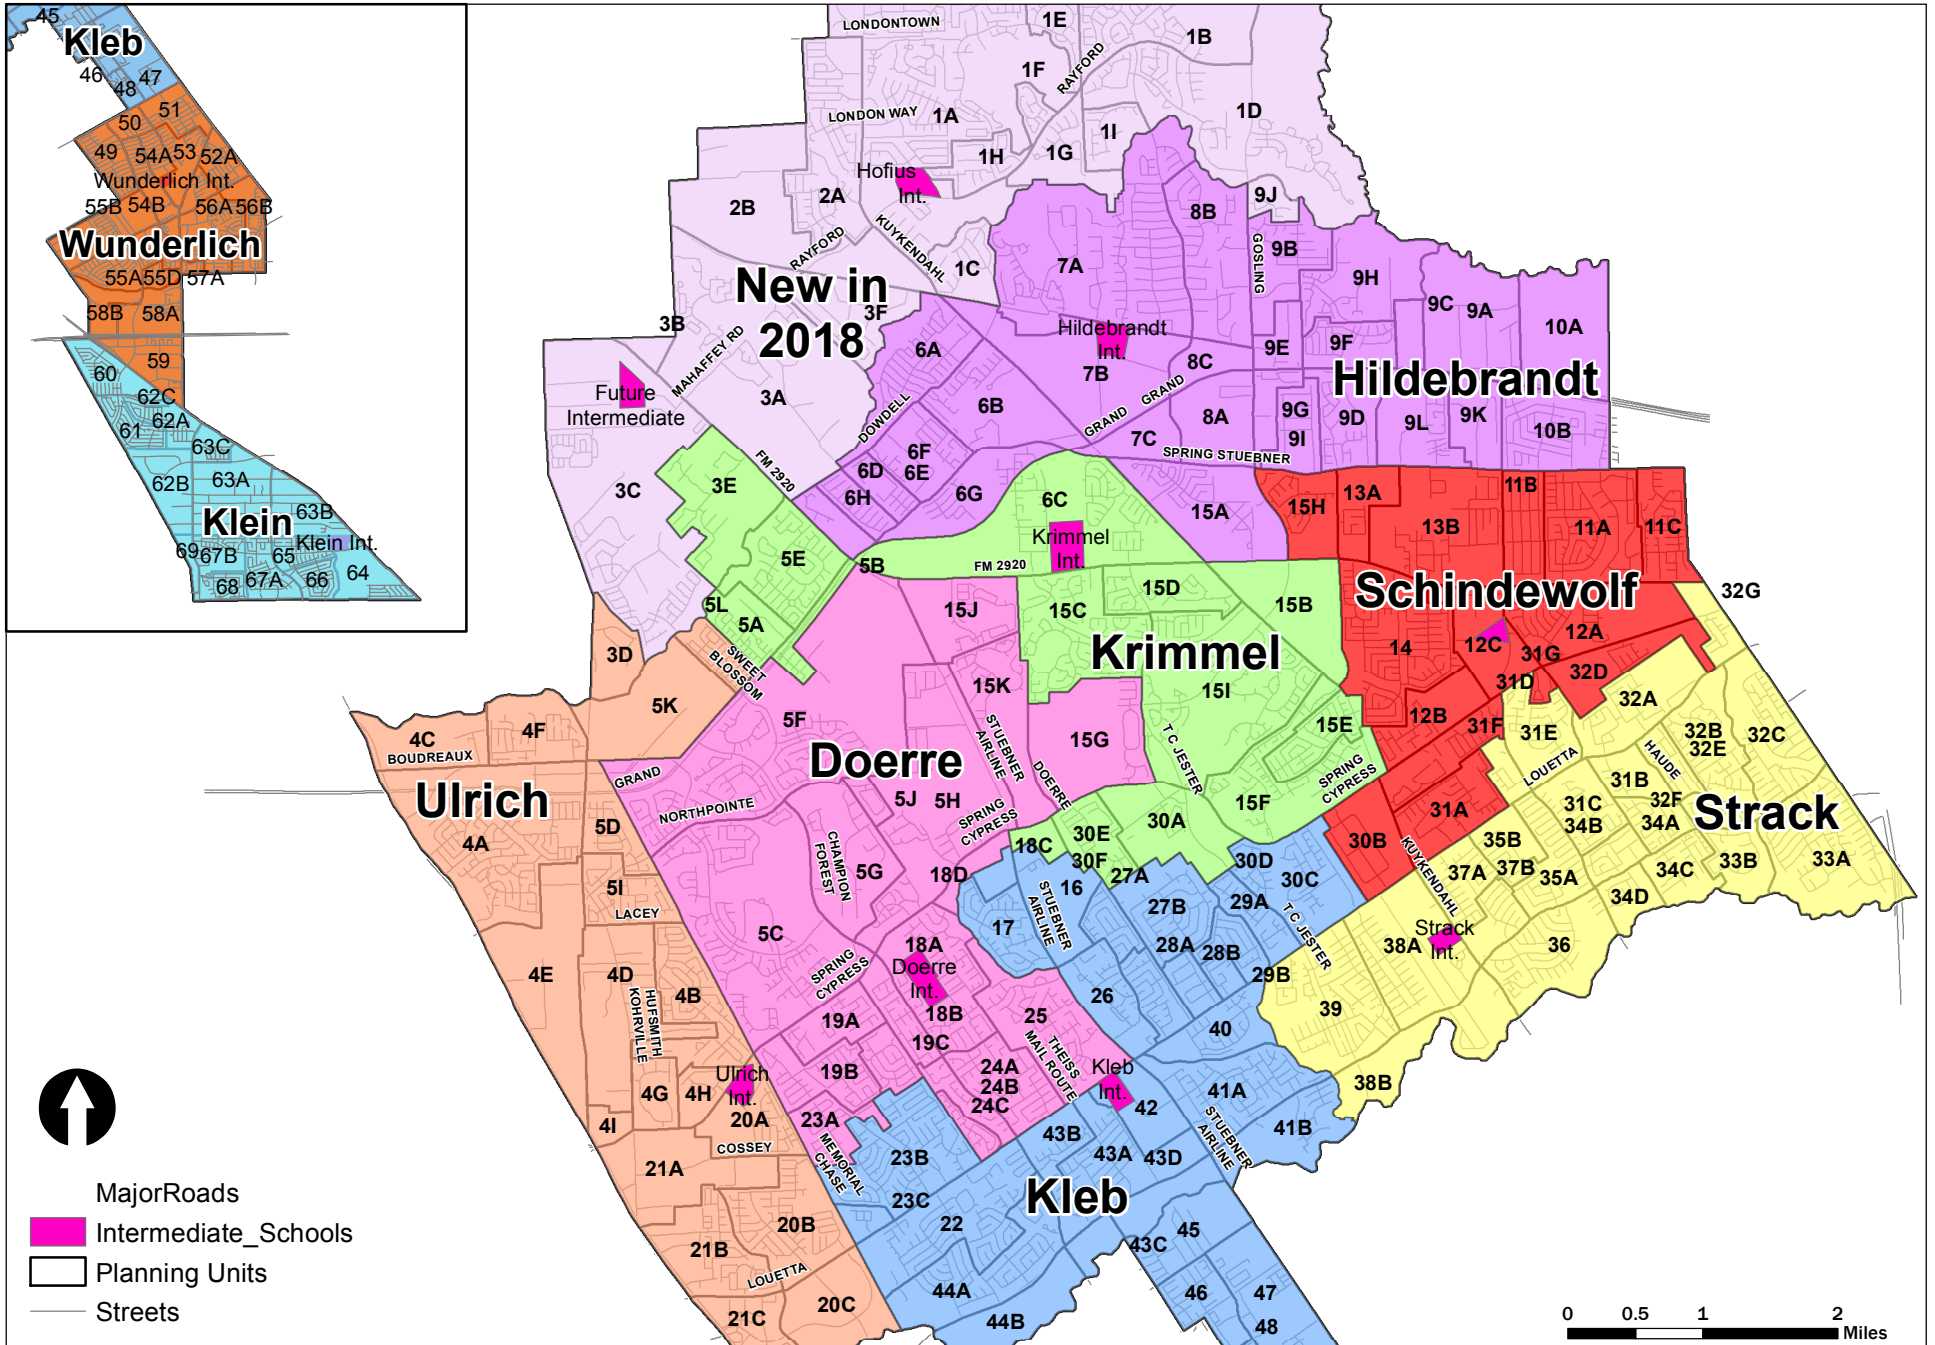 45
Kleb
46
47
48
51
50
49
54A
53
52A
Wunderlich Int.
55B
54B
56A
56B
Wunderlich
55A
55D
57A
58B
58A
59
60
62C
62A
61
63C
62B
63A
63B
Klein
Klein Int.
69
67B
65
68
67A
66
64
LONDONTOWN
1E
1B
1F
RAYFORD
LONDON WAY
1A
1D
1I
1H
1G
Hofius
Int.
2B
2A
9J
8B
KUYKENDAHL
RAYFORD
1C
7A
GOSLING
9B
9H
New in
2018
3F
3B
9C
9A
10A
MAHAFFEY RD
6A
Hildebrandt
Int.
7B
8C
9E
9F
Hildebrandt
Future
Intermediate
3A
DOWDELL
6B
GRAND
GRAND
8A
9G
9I
9D
9L
9K
10B
7C
SPRING STUEBNER
6F
6E
6D
6H
6G
FM 2920
3E
3C
6C
15A
15H
13A
11B
13B
11A
11C
Krimmel
Int.
5E
5B
FM 2920
15D
15C
15B
Schindewolf
32G
5L
5A
15J
Krimmel
14
12C
12A
31G
32D
31D
3D
SWEET
BLOSSOM
5K
15K
15I
32A
5F
15E
12B
31F
31E
32B
32E
32C
4C
4F
BOUDREAUX
STUEBNER
AIRLINE
15G
T C JESTER
LOUETTA
HAUDE
Doerre
GRAND
DOERRE
SPRING
CYPRESS
31B
Ulrich
NORTHPOINTE
5J
5H
SPRING
CYPRESS
15F
31A
31C
34B
32F
34A
Strack
5D
4A
30A
30E
30F
18C
30B
35B
CHAMPION
FOREST
5G
18D
27A
30D
30C
KUYKENDAHL
37A
37B
35A
34C
33B
33A
5I
LACEY
16
STUEBNER
AIRLINE
27B
29A
34D
5C
17
T C JESTER
18A
28A
28B
Strack
Int.
38A
36
4E
4D
SPRING
CYPRESS
Doerre
Int.
29B
4B
HUFSMITH
KOHRVILLE
18B
26
39
19A
25
40
19C
THEISS
MAIL ROUTE
Ulrich
Int.
19B
24A
24B
24C
Kleb
Int.
38B
4G
4H
41A
42
4I
20A
23A
41B
COSSEY
MEMORIAL
CHASE
43B
STUEBNER
AIRLINE
21A
23B
43A
43D
23C
Kleb
22
20B
45
43C
21B
LOUETTA
44A
46
47
20C
21C
44B
48
MajorRoads
Intermediate_Schools
Planning Units
Streets
0 0.5 1 2
Miles